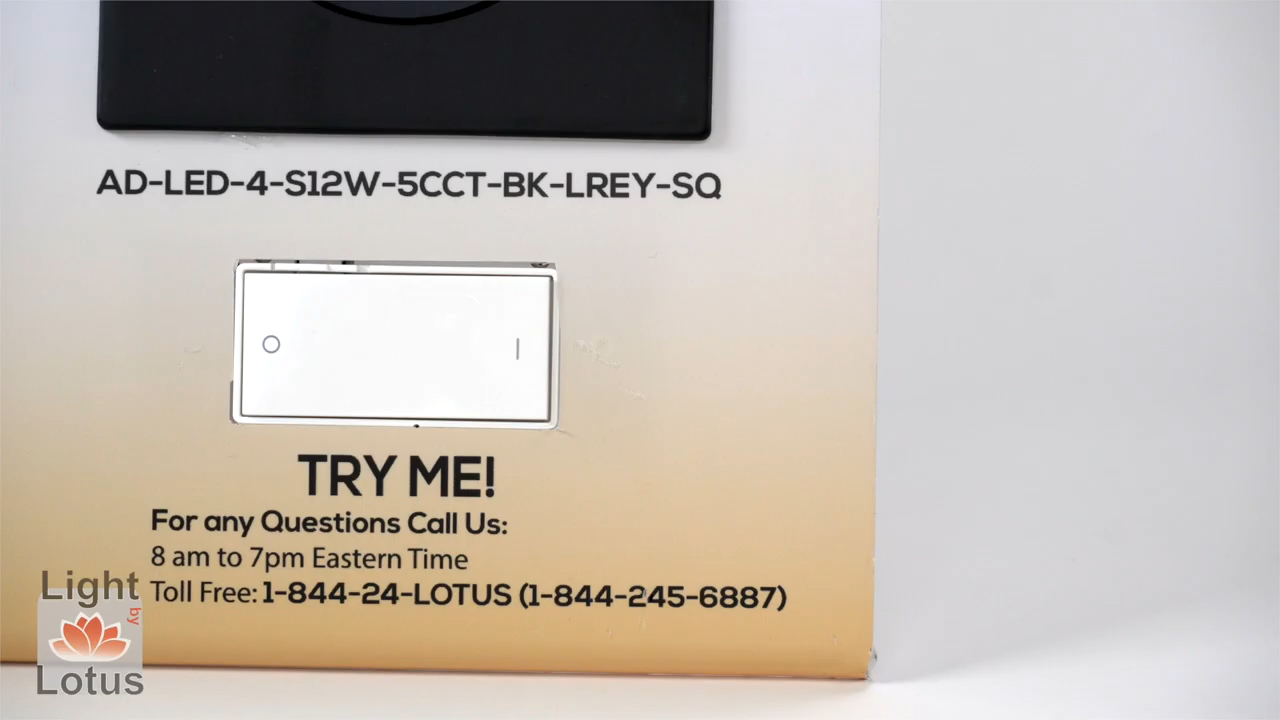 AD-LED-4-S12W-5CCT-BK-LREY-SQ
TRY ME!
For any Questions Call Us:
8 am to 7pm Eastern Time
Toll Free: 1-844-24-LOTUS (1-844-245-6887)
Light
by
Lotus